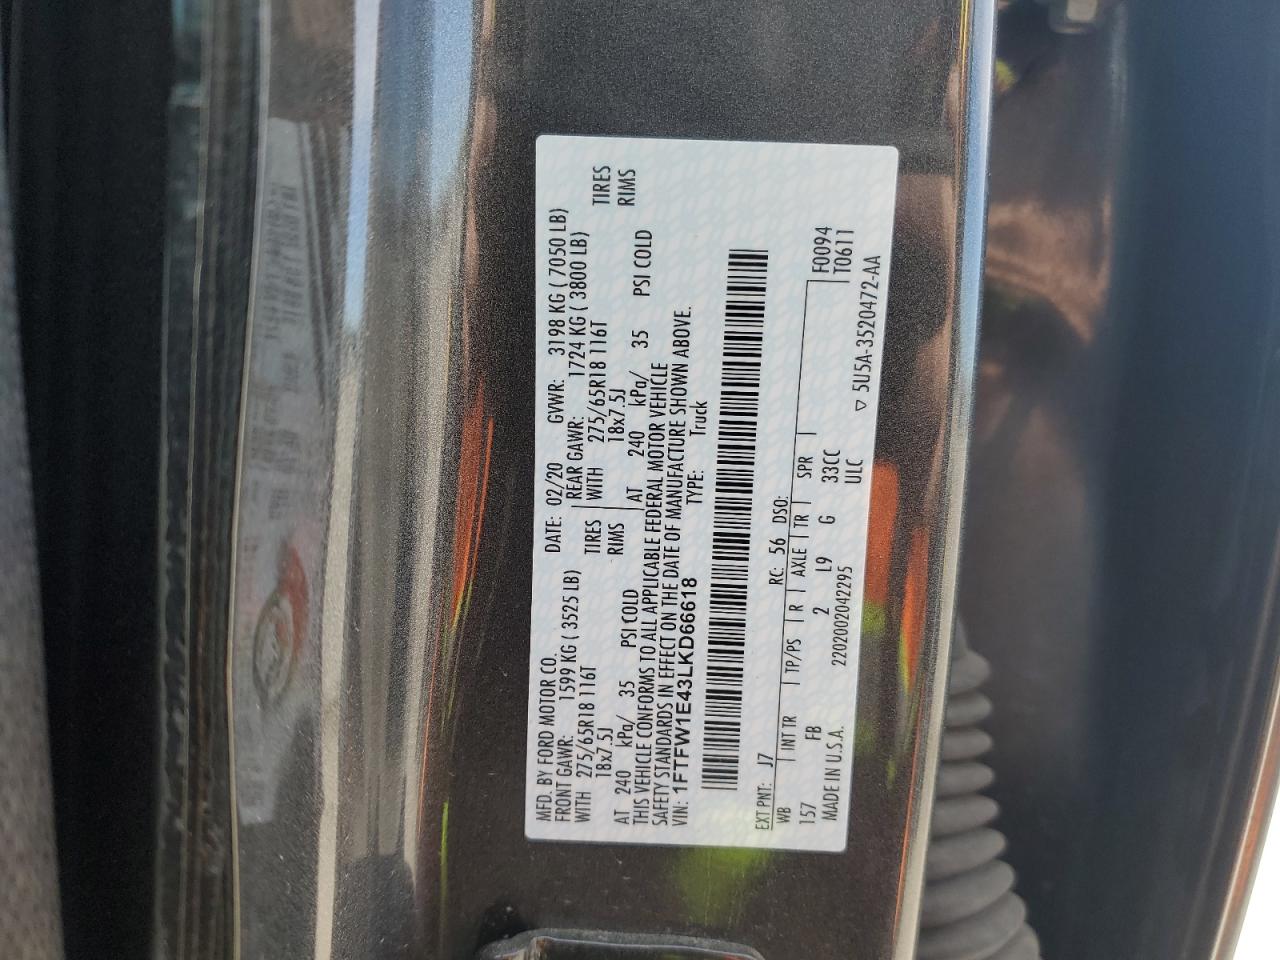 MFD. BY FORD MOTOR CO.
DATE: 02/20 GVWR: 3198 KG ( 7050 LB)
FRONT GAWR: 1599 KG ( 3525 LB) REAR GAWR: 1724 KG ( 3800 LB)
WITH 275/65R18 116T TIRES WITH 275/65R18 116T TIRES
18x7.5J RIMS 18x7.5J RIMS
AT 240 kPa/ 35 PSI COLD AT 240 kPa/ 35 PSI COLD
THIS VEHICLE CONFORMS TO ALL APPLICABLE FEDERAL MOTOR VEHICLE
SAFETY STANDARDS IN EFFECT ON THE DATE OF MANUFACTURE SHOWN ABOVE.
VIN: 1FTFW1E43LKD66618 TYPE: Truck
EXT PNT: J7 RC: 56 DSO:
WB INT TR TP/PS R AXLE TR SPR F0094
157 FB 2 L9 G 33CC T0611
MADE IN U.S.A. 2202002042295 ULC
▽ 5U5A-3520472-AA